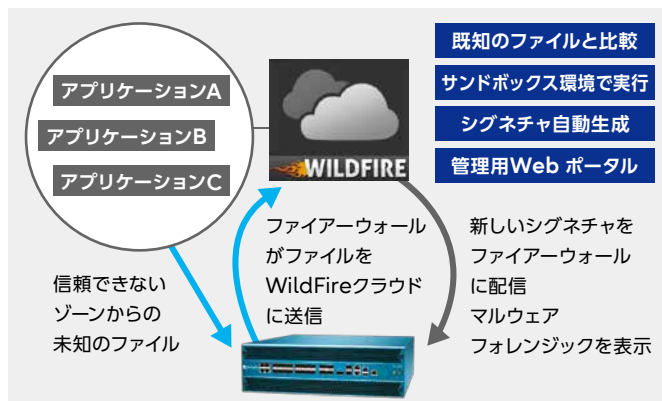 アプリケーションA
アプリケーションB
アプリケーションC
WILDFIRE
既知のファイルと比較
サンドボックス環境で実行
シグネチャ自動生成
管理用Web ポータル
信頼できない
ゾーンからの
未知のファイル
ファイアーウォール
がファイルを
WildFireクラウド
に送信
新しいシグネチャを
ファイアーウォール
に配信
マルウェア
フォレンジックを表示